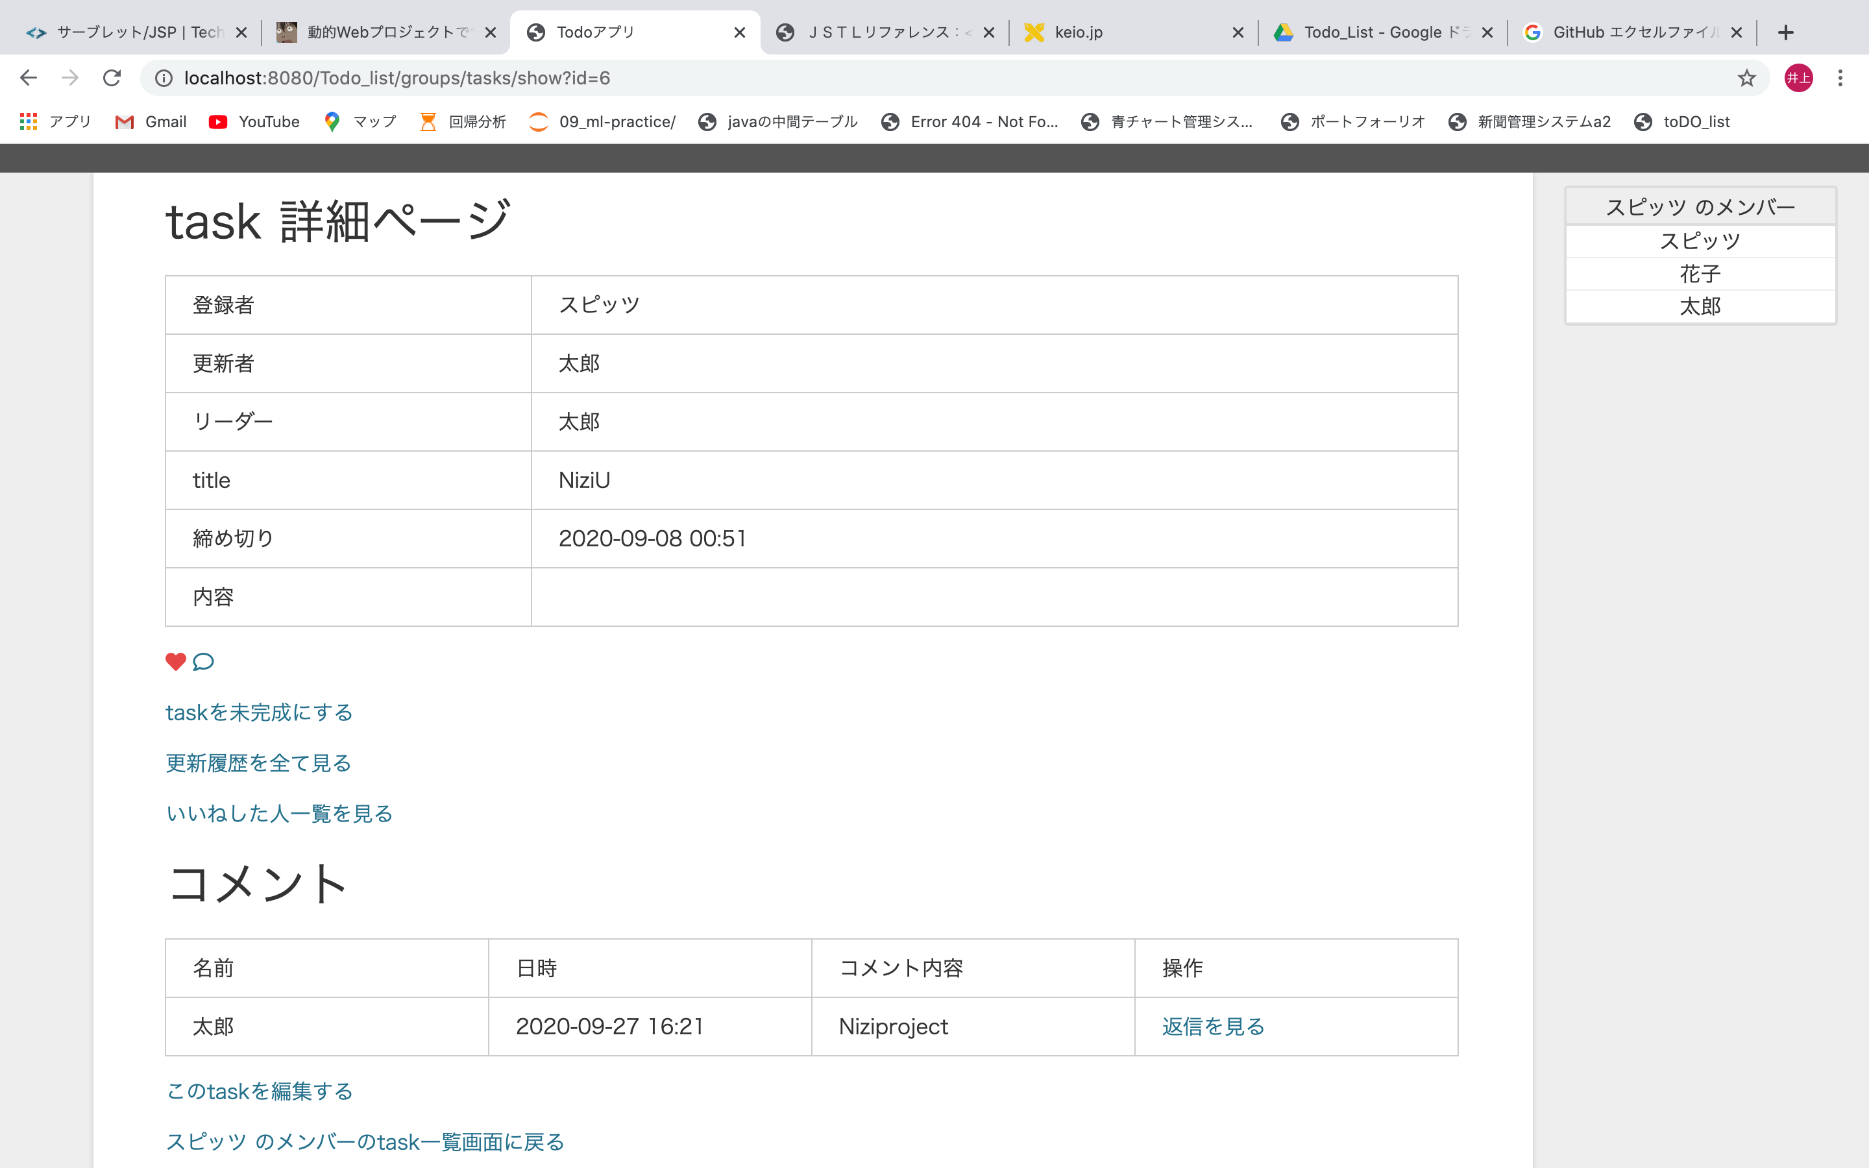 サーブレット/JSP | Tech
動的Webプロジェクトで
Todoアプリ
ＪＳＴＬリファレンス：<
keio.jp
Todo_List - Google ドラ
GitHub エクセルファイル
localhost:8080/Todo_list/groups/tasks/show?id=6
井上
アプリ
Gmail
YouTube
マップ
回帰分析
09_ml-practice/
javaの中間テーブル
Error 404 - Not Fo...
青チャート管理シス...
ポートフォーリオ
新聞管理システムa2
toDO_list
task 詳細ページ
登録者 スピッツ
更新者 太郎
リーダー 太郎
title NiziU
締め切り 2020-09-08 00:51
内容
taskを未完成にする
更新履歴を全て見る
いいねした人一覧を見る
コメント
名前 日時 コメント内容 操作
太郎 2020-09-27 16:21 Niziproject 返信を見る
このtaskを編集する
スピッツ のメンバーのtask一覧画面に戻る
スピッツ のメンバー
スピッツ
花子
太郎